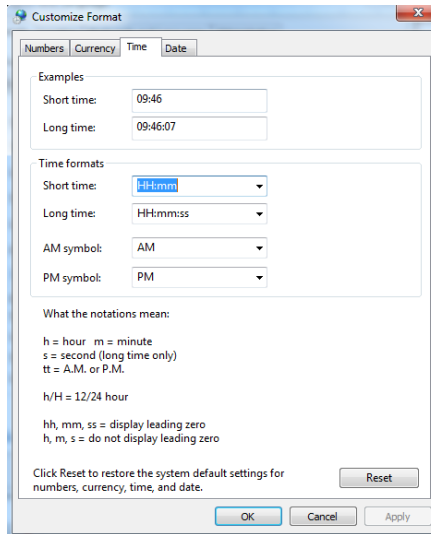 Customize Format
Numbers Currency Time Date
Examples
Short time: 09:46
Long time: 09:46:07
Time formats
Short time: HH:mm
Long time: HH:mm:ss
AM symbol: AM
PM symbol: PM
What the notations mean:
h = hour m = minute
s = second (long time only)
tt = A.M. or P.M.
h/H = 12/24 hour
hh, mm, ss = display leading zero
h, m, s = do not display leading zero
Click Reset to restore the system default settings for
numbers, currency, time, and date.
Reset
OK Cancel Apply